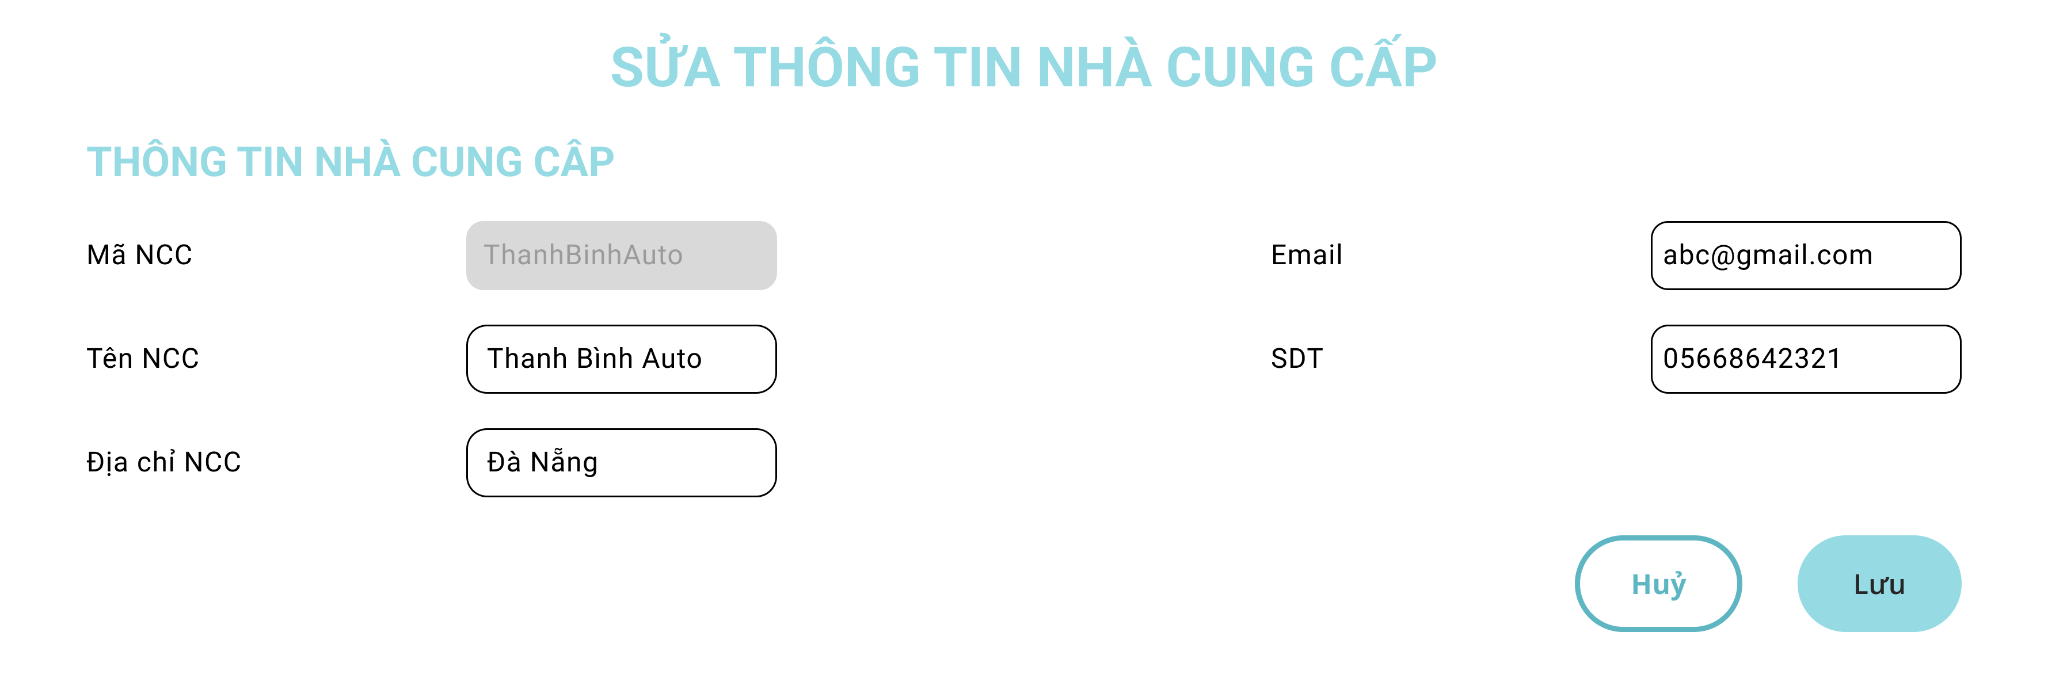 SỬA THÔNG TIN NHÀ CUNG CẤP
THÔNG TIN NHÀ CUNG CÂP
Mã NCC
ThanhBinhAuto
Email
abc@gmail.com
Tên NCC
Thanh Bình Auto
SDT
05668642321
Địa chỉ NCC
Đà Nẵng
Huỷ
Lưu